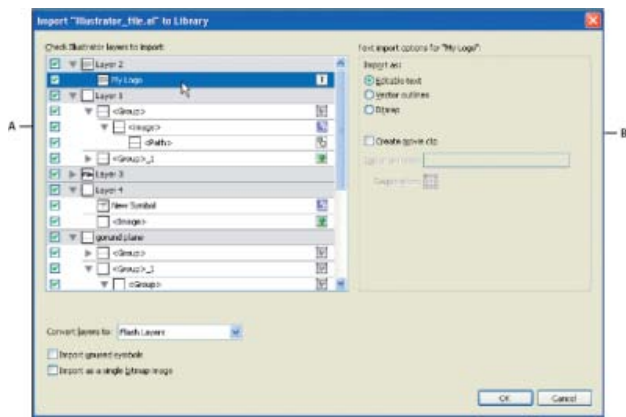 Import "Illustrator_file.ai" to Library
Check Illustrator layers to import:
Text import options for "My Logo":
Layer 2
My Logo
T
Layer 1
<Group>
<Image>
<Path>
<Group>_1
Layer 3
Layer 4
New Symbol
<Image>
gorund plane
<Group>
<Group>_1
<Group>
Import as:
Editable text
Vector outlines
Bitmap
Create movie clip
A
B
Convert layers to: Flash Layers
Import unused symbols
Import as a single bitmap image
OK
Cancel